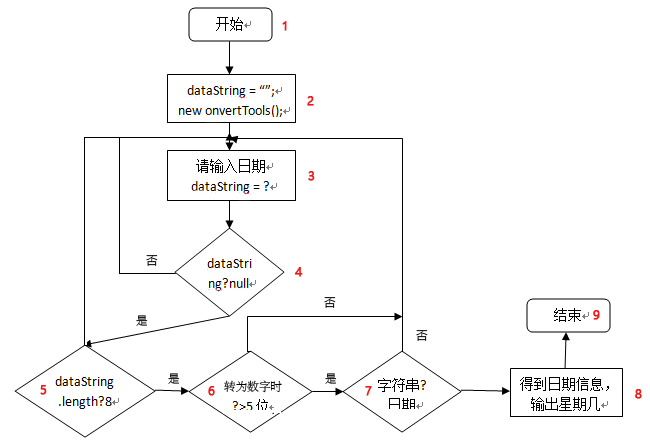 开始
1
dataString = “”;
new onvertTools();
2
请输入日期
dataString = ?
3
dataStri
ng?null
4
否
是
5
dataString
.length?8
是
6
转为数字时
?>5 位
否
是
7
字符串?
日期
否
得到日期信息，
输出星期几
8
结束
9